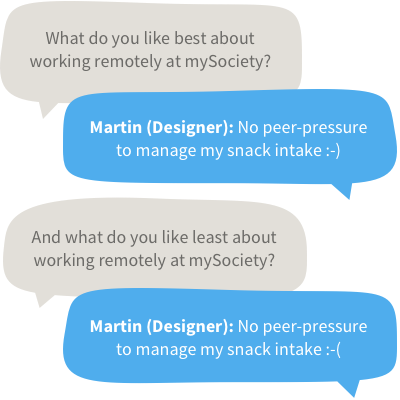 What do you like best about
working remotely at mySociety?
Martin (Designer): No peer-pressure
to manage my snack intake :-)
And what do you like least about
working remotely at mySociety?
Martin (Designer): No peer-pressure
to manage my snack intake :-(